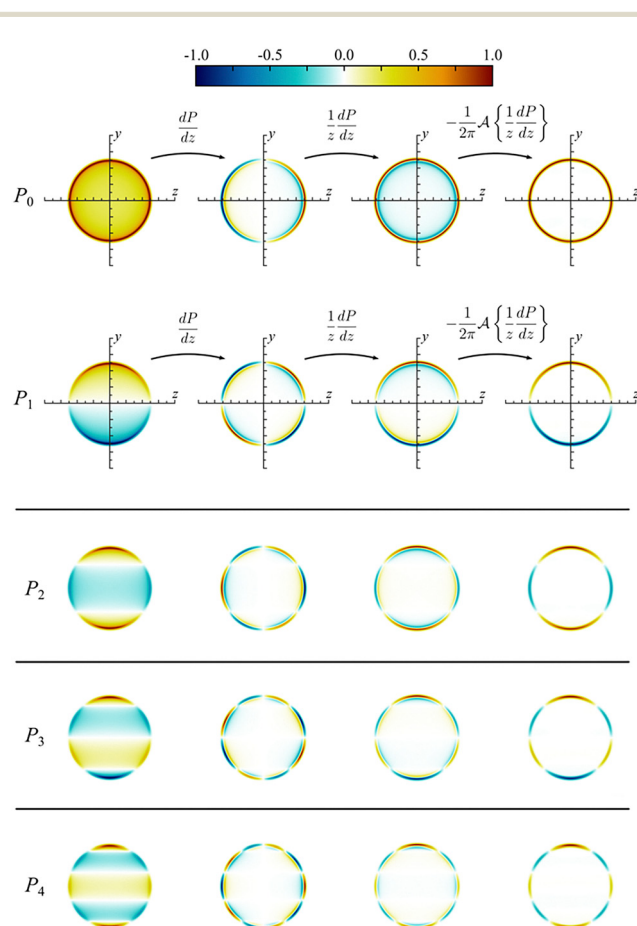 -1.0 -0.5 0.0 0.5 1.0
dP/dz 1/z dP/dz -1/2π 𝒜{1/z dP/dz}
y y y y
P₀ z z z z
dP/dz 1/z dP/dz -1/2π 𝒜{1/z dP/dz}
y y y y
P₁ z z z z
P₂
P₃
P₄